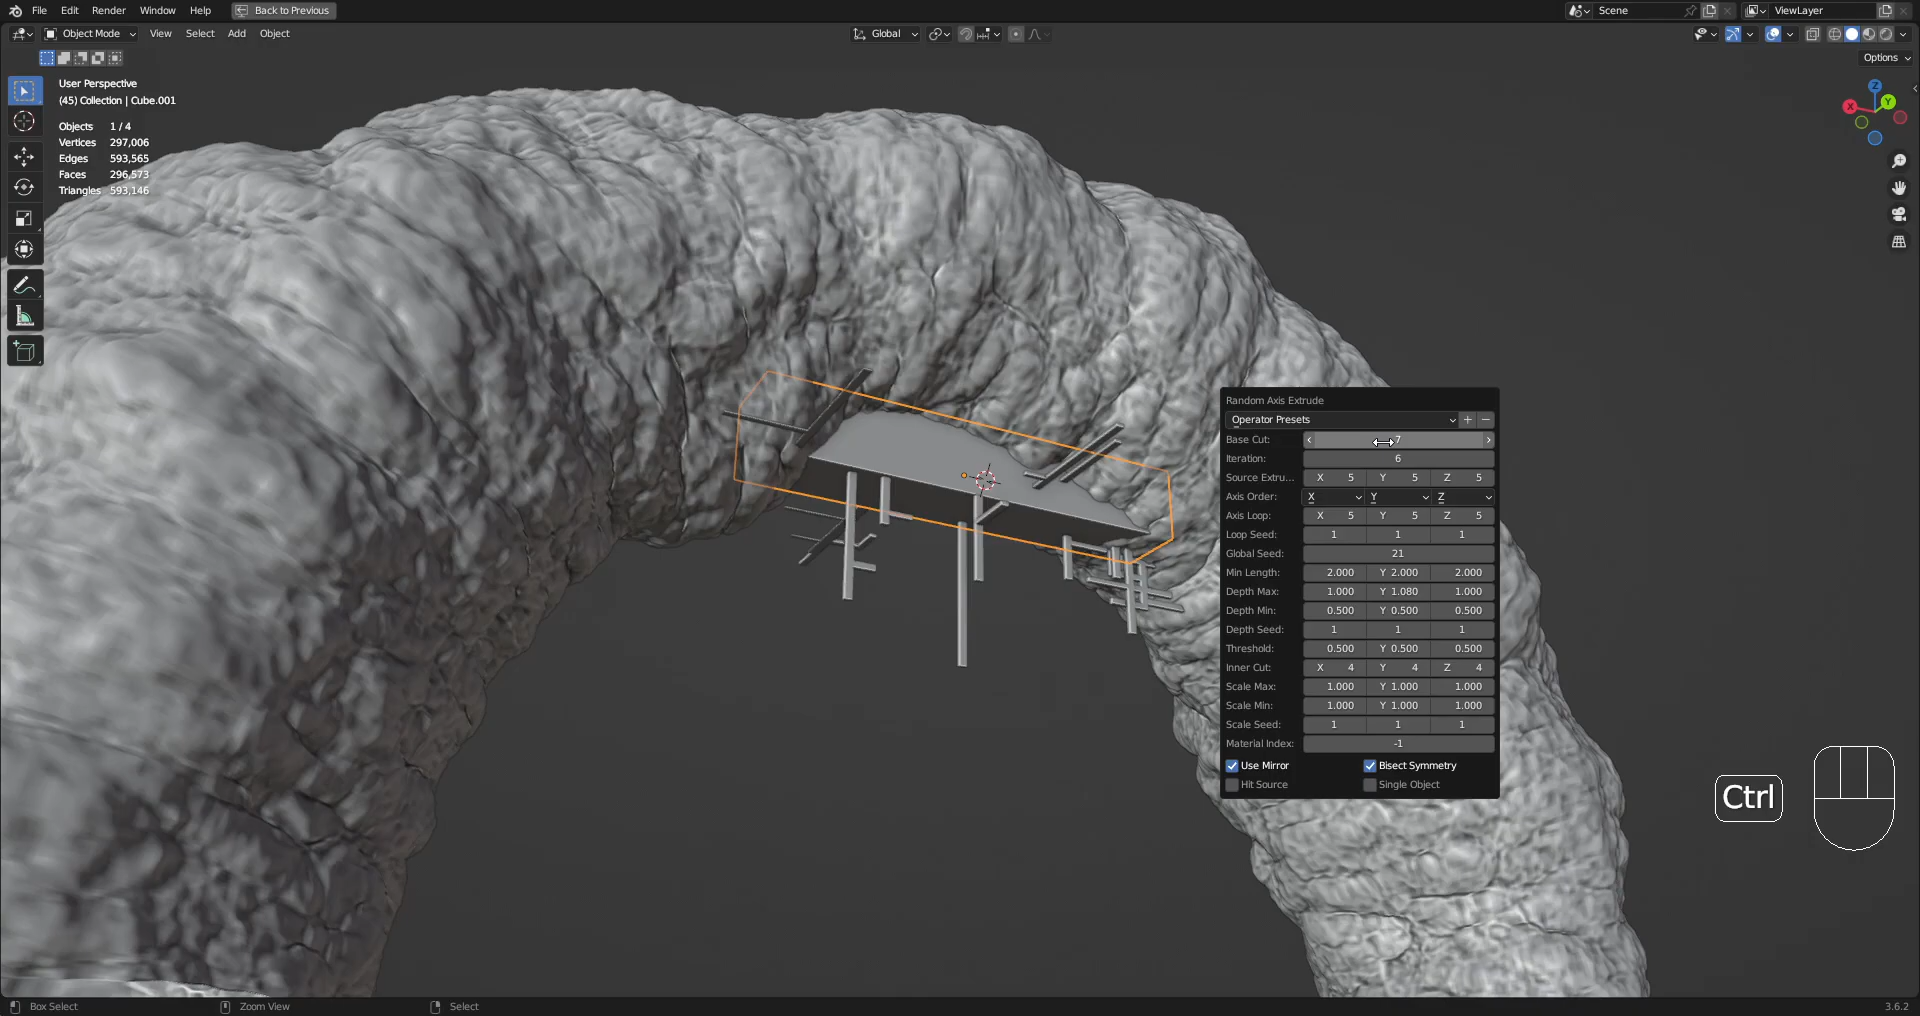 File Edit Render Window Help Back to Previous Scene ViewLayer
Object Mode View Select Add Object Global
Options
User Perspective
(45) Collection | Cube.001
Objects 1 / 4
Vertices 297,006
Edges 593,565
Faces 296,573
Triangles 593,146
Z
X Y
Random Axis Extrude
Operator Presets
Base Cut: 7
Iteration: 6
Source Extru... X 5 Y 5 Z 5
Axis Order: X Y Z
Axis Loop: X 5 Y 5 Z 5
Loop Seed: 1 1 1
Global Seed: 21
Min Length: 2.000 Y 2.000 2.000
Depth Max: 1.000 Y 1.080 1.000
Depth Min: 0.500 Y 0.500 0.500
Depth Seed: 1 1 1
Threshold: 0.500 Y 0.500 0.500
Inner Cut: X 4 Y 4 Z 4
Scale Max: 1.000 Y 1.000 1.000
Scale Min: 1.000 Y 1.000 1.000
Scale Seed: 1 1 1
Material Index: -1
Use Mirror Bisect Symmetry
Hit Source Single Object
Ctrl
Box Select Zoom View Select 3.6.2